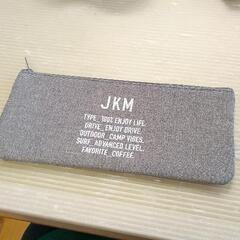 JKM
TYPE_100% ENJOY LIFE.
DRIVE_ENJOY DRIVE.
OUTDOOR_CAMP VIBES.
SURF_ADVANCED LEVEL.
FAVORITE_COFFEE.